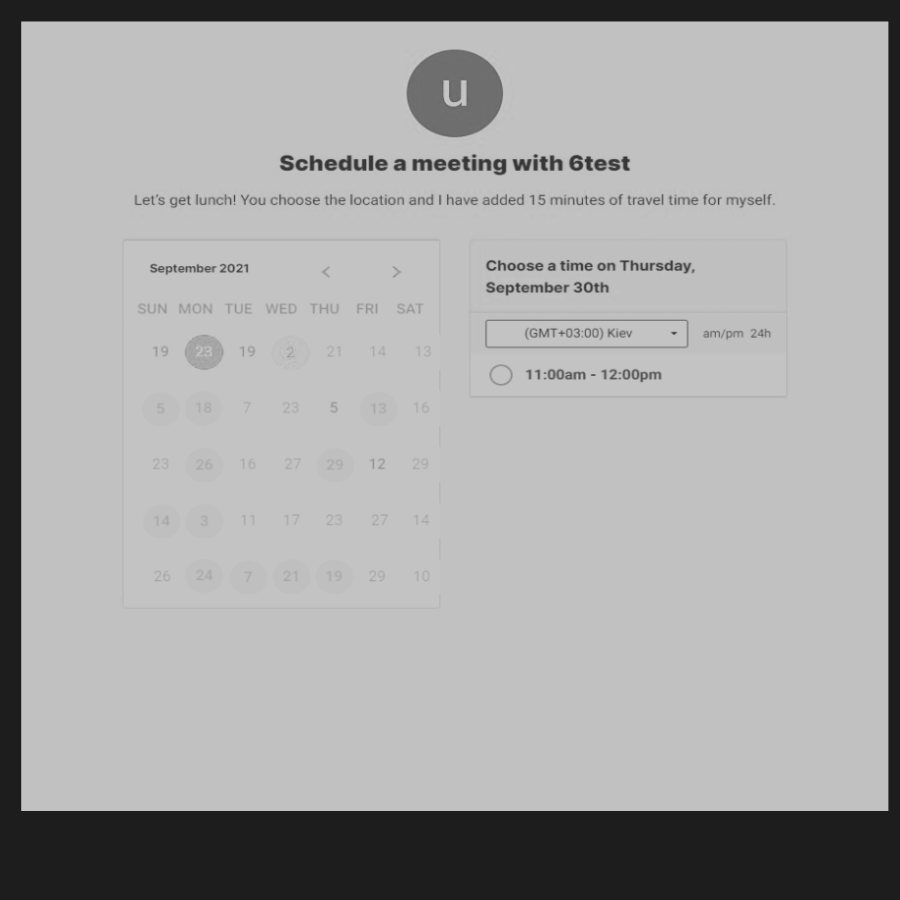 u
Schedule a meeting with 6test
Let's get lunch! You choose the location and I have added 15 minutes of travel time for myself.
September 2021 < >
SUN MON TUE WED THU FRI SAT
19 23 19 2 21 14 13
5 18 7 23 5 13 16
23 26 16 27 29 12 29
14 3 11 17 23 27 14
26 24 7 21 19 29 10
Choose a time on Thursday,
September 30th
(GMT+03:00) Kiev am/pm 24h
11:00am - 12:00pm